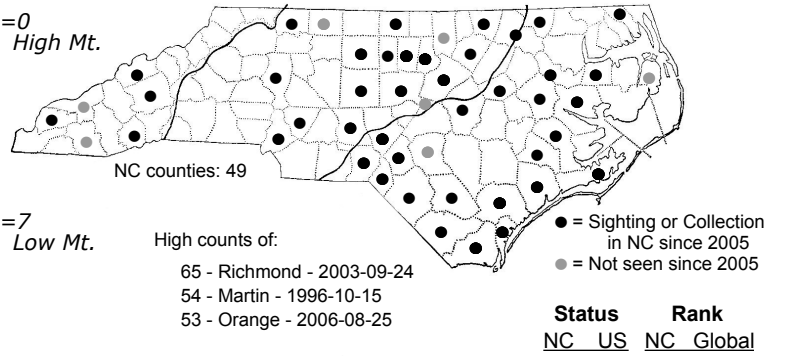 =0
High Mt.
NC counties: 49
=7
Low Mt.
High counts of:
65 - Richmond - 2003-09-24
54 - Martin - 1996-10-15
53 - Orange - 2006-08-25
= Sighting or Collection
in NC since 2005
= Not seen since 2005
Status Rank
NC US NC Global